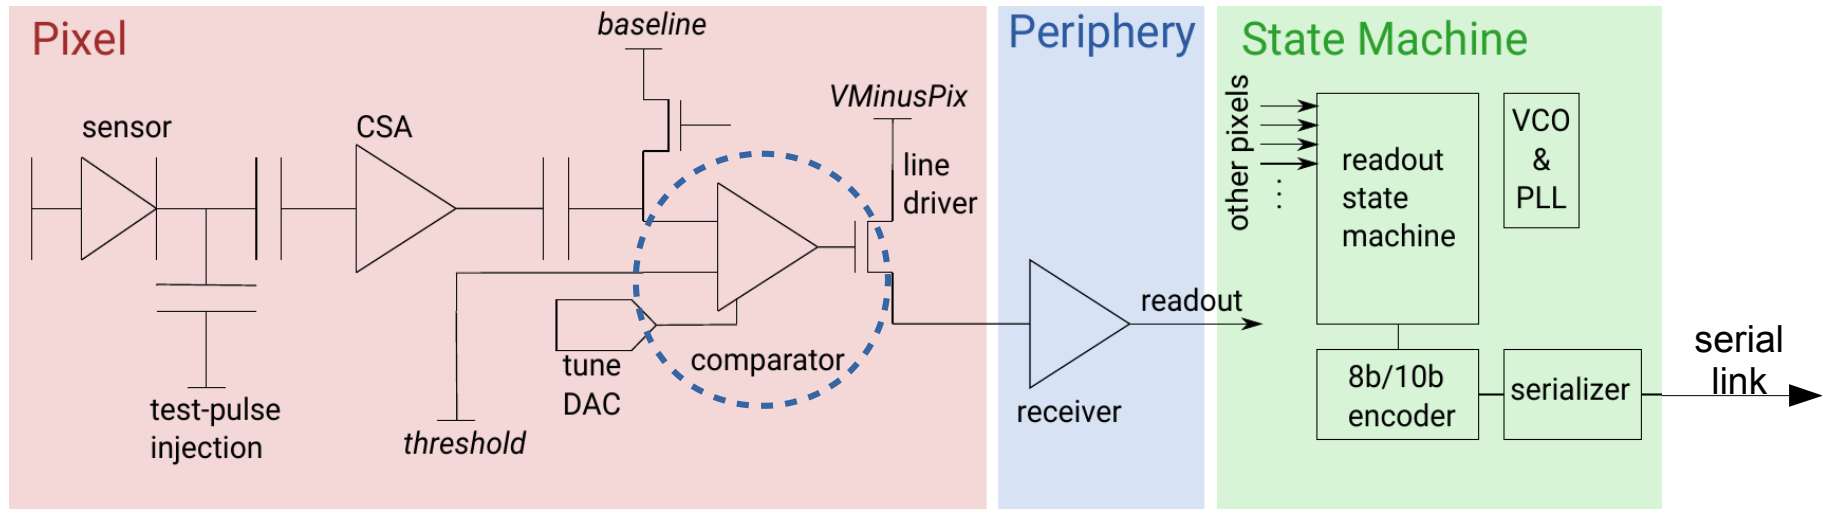 Pixel
baseline
sensor
CSA
VMinusPix
line
driver
comparator
tune
DAC
threshold
test-pulse
injection
Periphery
receiver
readout
State Machine
other pixels
...
readout
state
machine
VCO
&
PLL
8b/10b
encoder
serializer
serial
link